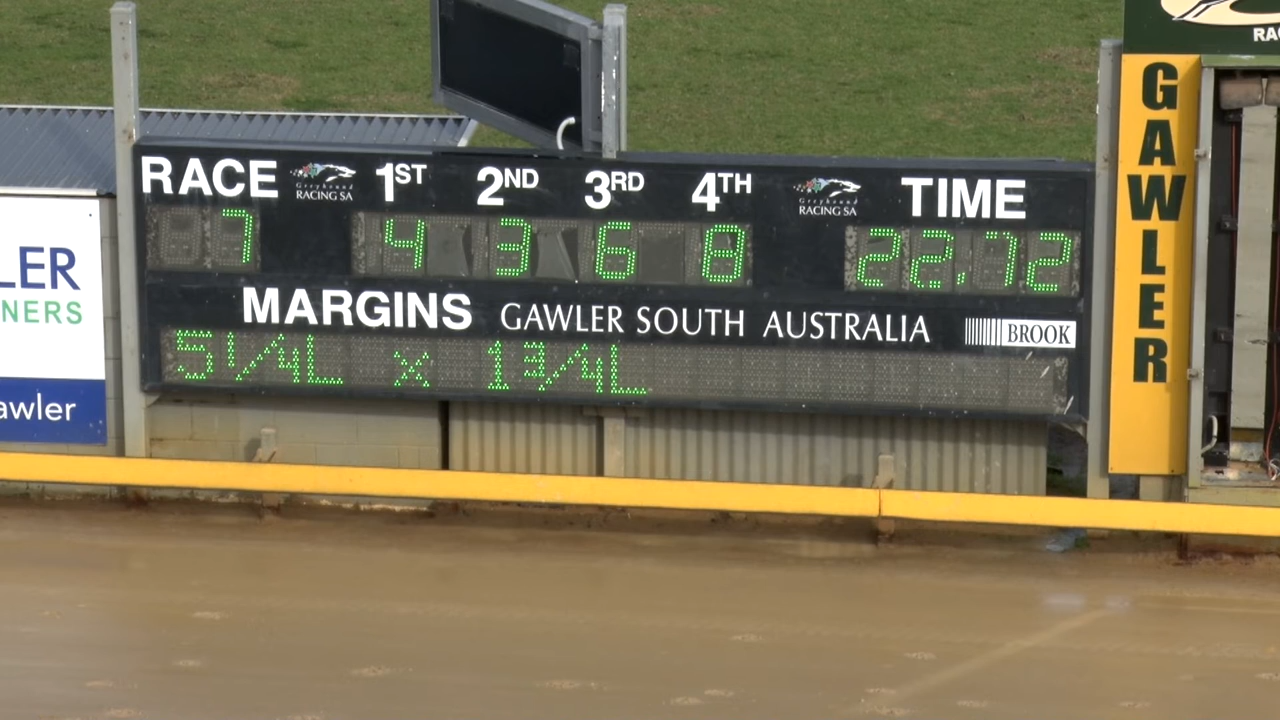 RAC
GAWLER
RACE Greyhound RACING SA 1ST 2ND 3RD 4TH Greyhound RACING SA TIME
7 4 3 6 8 22.72
MARGINS GAWLER SOUTH AUSTRALIA BROOK
5 1/4L x 1 3/4L
LER
NERS
awler